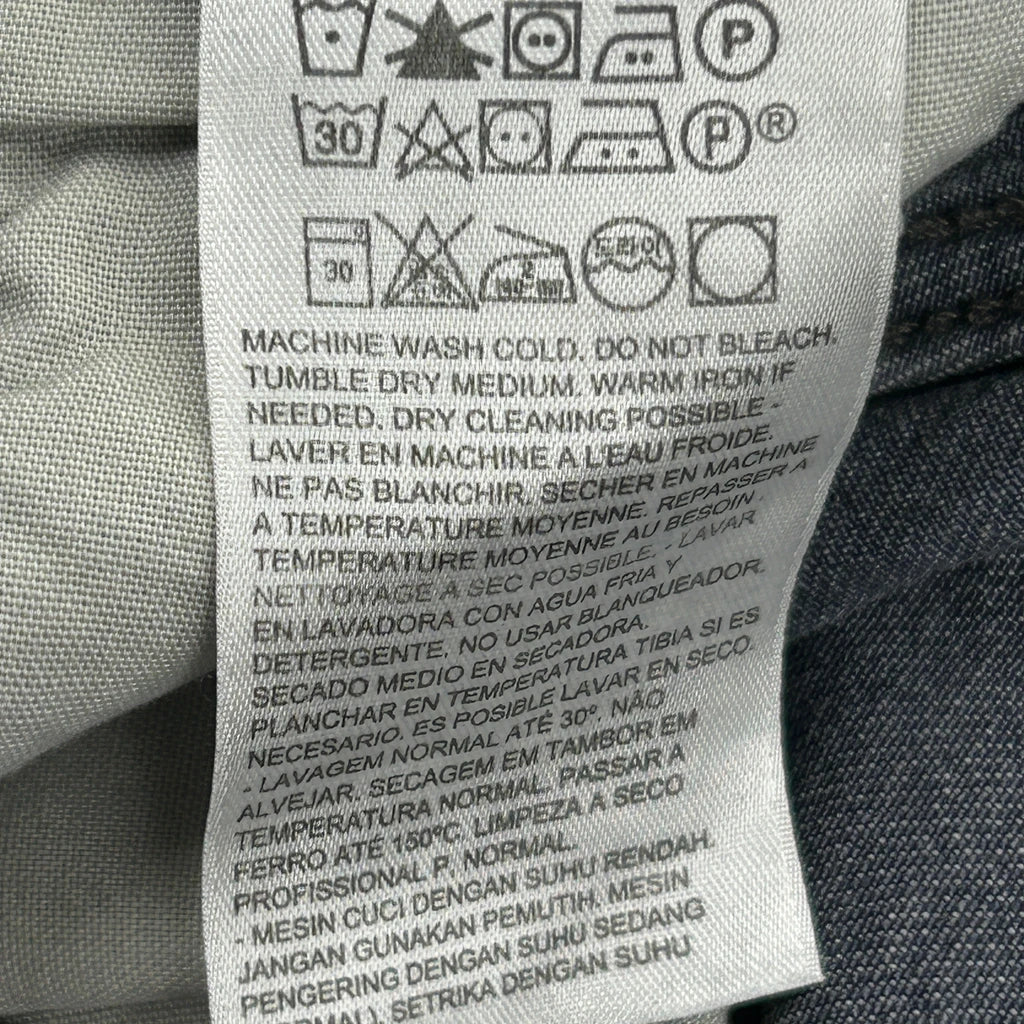 P
30 P ®
30
MACHINE WASH COLD. DO NOT BLEACH.
TUMBLE DRY MEDIUM. WARM IRON IF
NEEDED. DRY CLEANING POSSIBLE -
LAVER EN MACHINE A L'EAU FROIDE.
NE PAS BLANCHIR. SECHER EN MACHINE
A TEMPERATURE MOYENNE. REPASSER A
TEMPERATURE MOYENNE AU BESOIN.
NETTOYAGE A SEC POSSIBLE. - LAVAR
EN LAVADORA CON AGUA FRIA Y
DETERGENTE. NO USAR BLANQUEADOR.
SECADO MEDIO EN SECADORA.
PLANCHAR EN TEMPERATURA TIBIA SI ES
NECESARIO. ES POSIBLE LAVAR EN SECO.
- LAVAGEM NORMAL ATÉ 30º. NÃO
ALVEJAR. SECAGEM EM TAMBOR EM
TEMPERATURA NORMAL. PASSAR A
FERRO ATÉ 150ºC. LIMPEZA A SECO
PROFISSIONAL P. NORMAL.
- MESIN CUCI DENGAN SUHU RENDAH.
JANGAN GUNAKAN PEMUTIH. MESIN
PENGERING DENGAN SUHU SEDANG
SETRIKA DENGAN SUHU